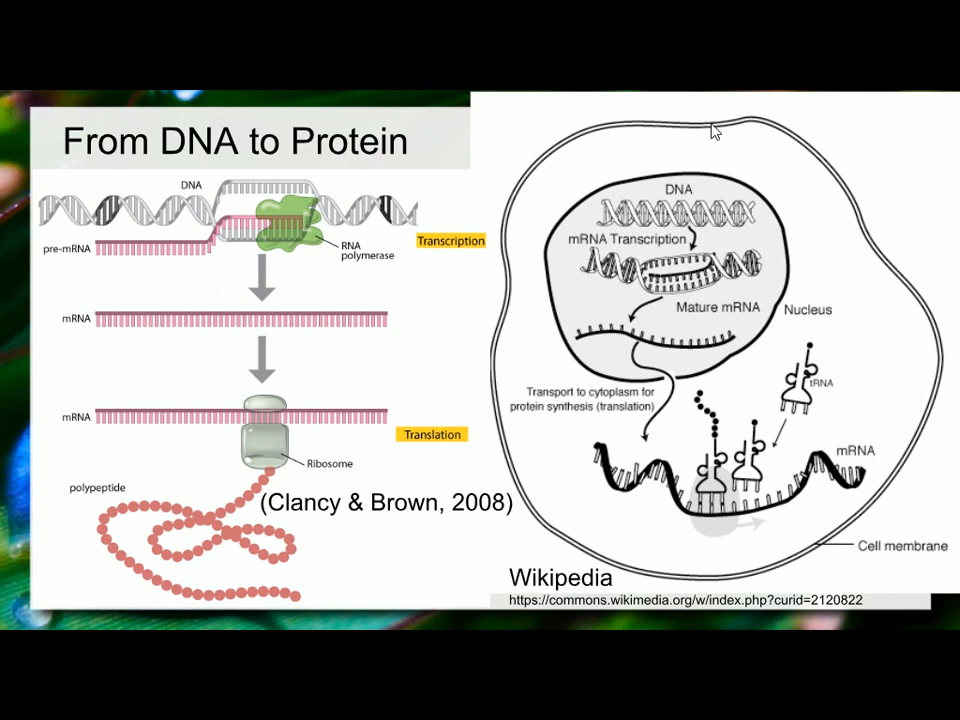 From DNA to Protein
DNA
pre-mRNA
RNA
polymerase
Transcription
mRNA
mRNA
Translation
Ribosome
polypeptide
(Clancy & Brown, 2008)
DNA
mRNA Transcription
Mature mRNA
Nucleus
Transport to cytoplasm for
protein synthesis (translation)
tRNA
mRNA
Cell membrane
Wikipedia
https://commons.wikimedia.org/w/index.php?curid=2120822